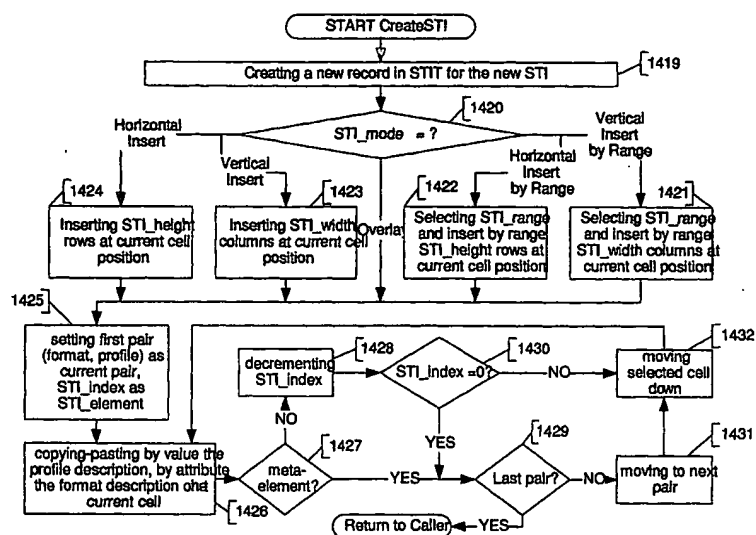 START CreateSTI
Creating a new record in STIT for the new STI
1419
STI_mode = ?
1420
Horizontal
Insert
Vertical
Insert
Overlay
Horizontal
Insert
by Range
Vertical
Insert
by Range
1424
Inserting STI_height
rows at current cell
position
1423
Inserting STI_width
columns at current cell
position
1422
Selecting STI_range
and insert by range
STI_height rows at
current cell position
1421
Selecting STI_range
and insert by range
STI_width columns at
current cell position
1425
setting first pair
(format, profile) as
current pair,
STI_index as
STI_element
decrementing
STI_index
1428
STI_index =0?
1430
NO
moving
selected cell
down
1432
NO
YES
copying-pasting by value the
profile description, by attribute
the format description
current cell
1426
meta-
element?
1427
YES
Last pair?
1429
NO
moving to next
pair
1431
YES
Return to Caller